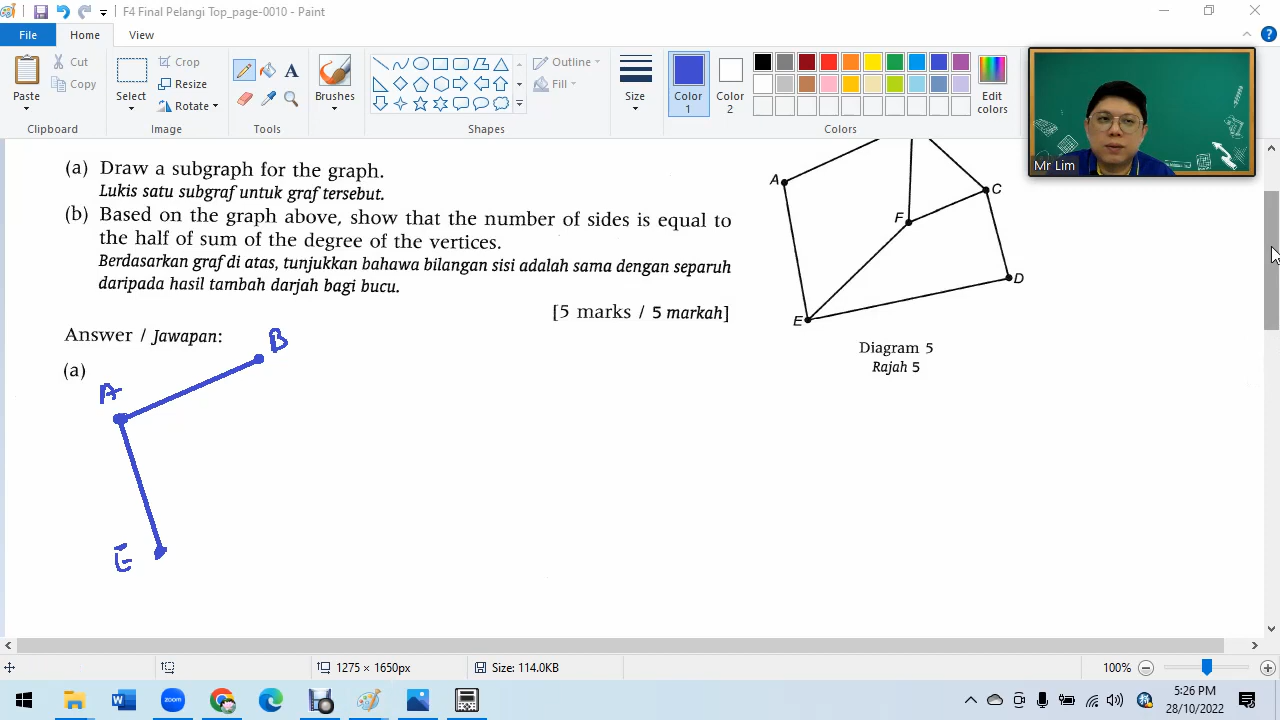 F4 Final Pelangi Top_page-0010 - Paint
File Home View
Paste
Cut
Copy
Clipboard
Select
Crop
Resize
Rotate
Image
A
Tools
Brushes
Shapes
Outline
Fill
Size
Color 1
Color 2
Edit colors
Colors
Mr Lim
(a) Draw a subgraph for the graph.
Lukis satu subgraf untuk graf tersebut.
(b) Based on the graph above, show that the number of sides is equal to
the half of sum of the degree of the vertices.
Berdasarkan graf di atas, tunjukkan bahawa bilangan sisi adalah sama dengan separuh
daripada hasil tambah darjah bagi bucu.
[5 marks / 5 markah]
A
C
F
D
E
Diagram 5
Rajah 5
Answer / Jawapan:
(a)
B
A
E
1275 × 1650px
Size: 114.0KB
100%
W
zoom
5:26 PM
28/10/2022